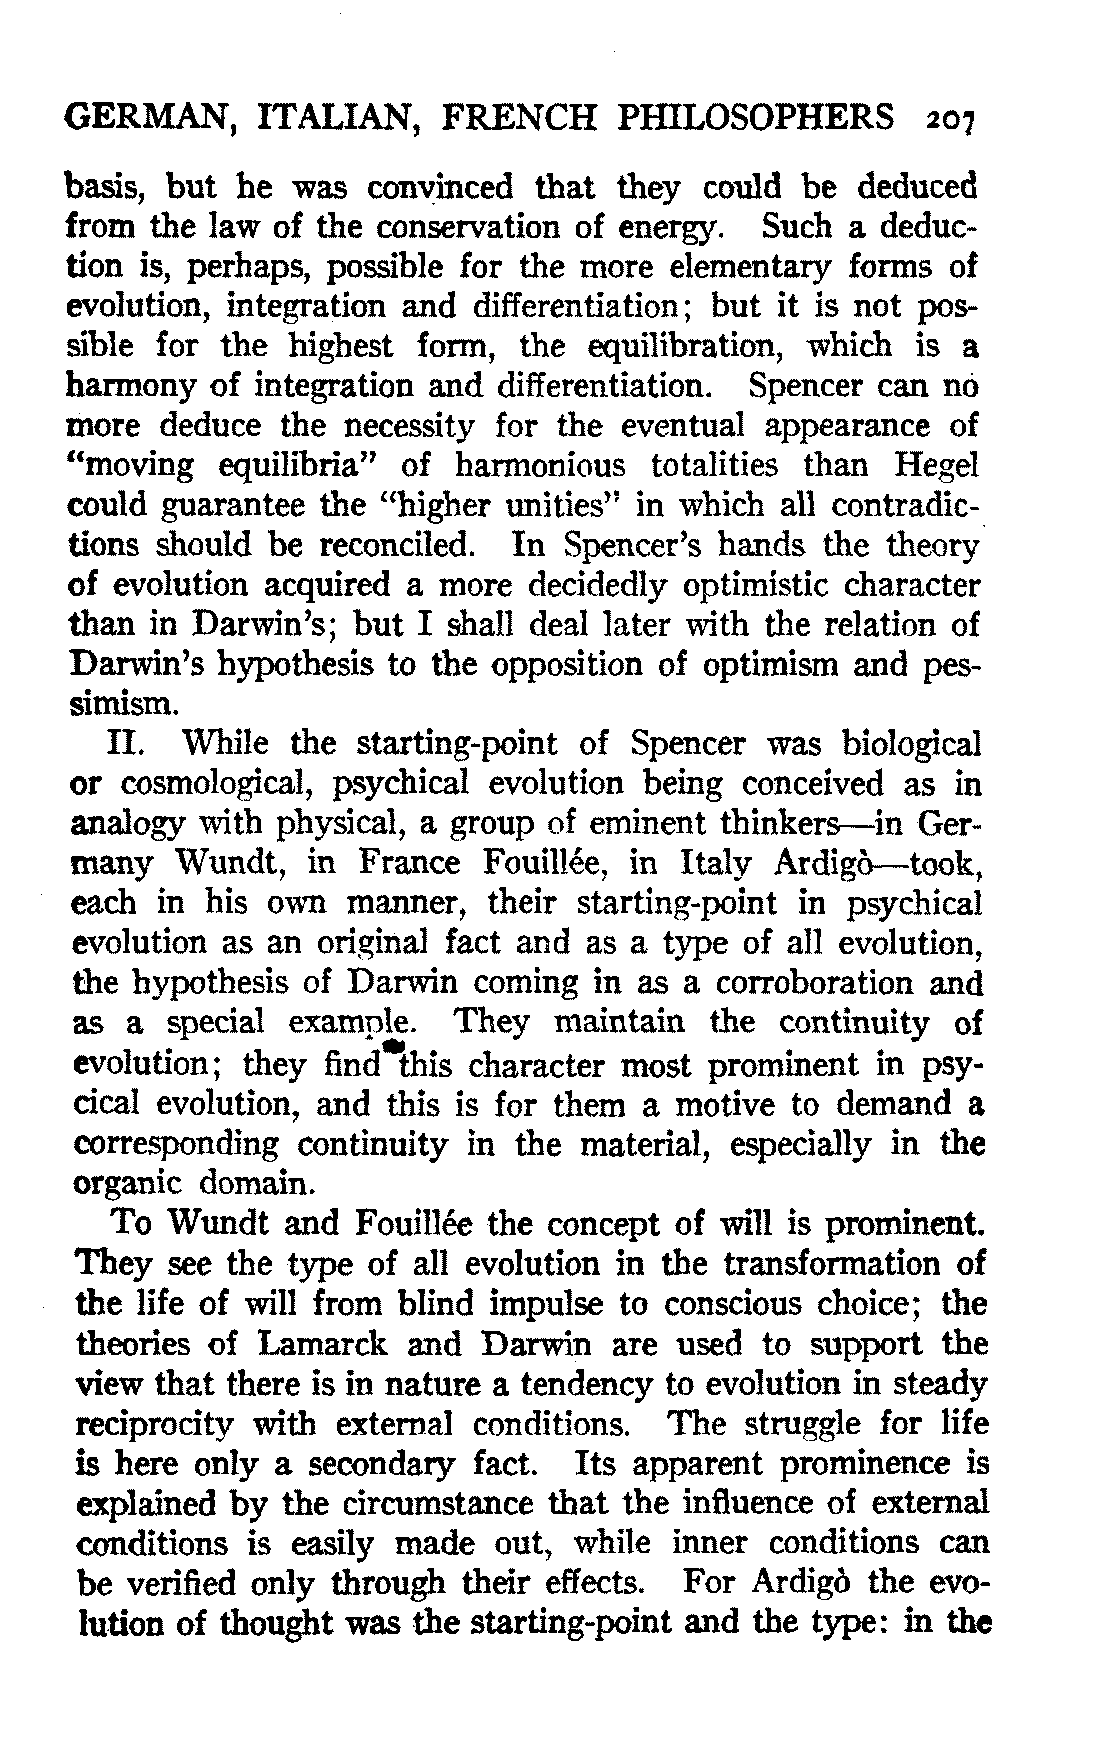 GERMAN, ITALIAN, FRENCH PHILOSOPHERS 207
basis, but he was convinced that they could be deduced
from the law of the conservation of energy. Such a deduc-
tion is, perhaps, possible for the more elementary forms of
evolution, integration and differentiation; but it is not pos-
sible for the highest form, the equilibration, which is a
harmony of integration and differentiation. Spencer can no
more deduce the necessity for the eventual appearance of
"moving equilibria" of harmonious totalities than Hegel
could guarantee the "higher unities" in which all contradic-
tions should be reconciled. In Spencer's hands the theory
of evolution acquired a more decidedly optimistic character
than in Darwin's; but I shall deal later with the relation of
Darwin's hypothesis to the opposition of optimism and pes-
simism.
II. While the starting-point of Spencer was biological
or cosmological, psychical evolution being conceived as in
analogy with physical, a group of eminent thinkers—in Ger-
many Wundt, in France Fouillée, in Italy Ardigò—took,
each in his own manner, their starting-point in psychical
evolution as an original fact and as a type of all evolution,
the hypothesis of Darwin coming in as a corroboration and
as a special example. They maintain the continuity of
evolution; they find this character most prominent in psy-
cical evolution, and this is for them a motive to demand a
corresponding continuity in the material, especially in the
organic domain.
To Wundt and Fouillée the concept of will is prominent.
They see the type of all evolution in the transformation of
the life of will from blind impulse to conscious choice; the
theories of Lamarck and Darwin are used to support the
view that there is in nature a tendency to evolution in steady
reciprocity with external conditions. The struggle for life
is here only a secondary fact. Its apparent prominence is
explained by the circumstance that the influence of external
conditions is easily made out, while inner conditions can
be verified only through their effects. For Ardigò the evo-
lution of thought was the starting-point and the type: in the